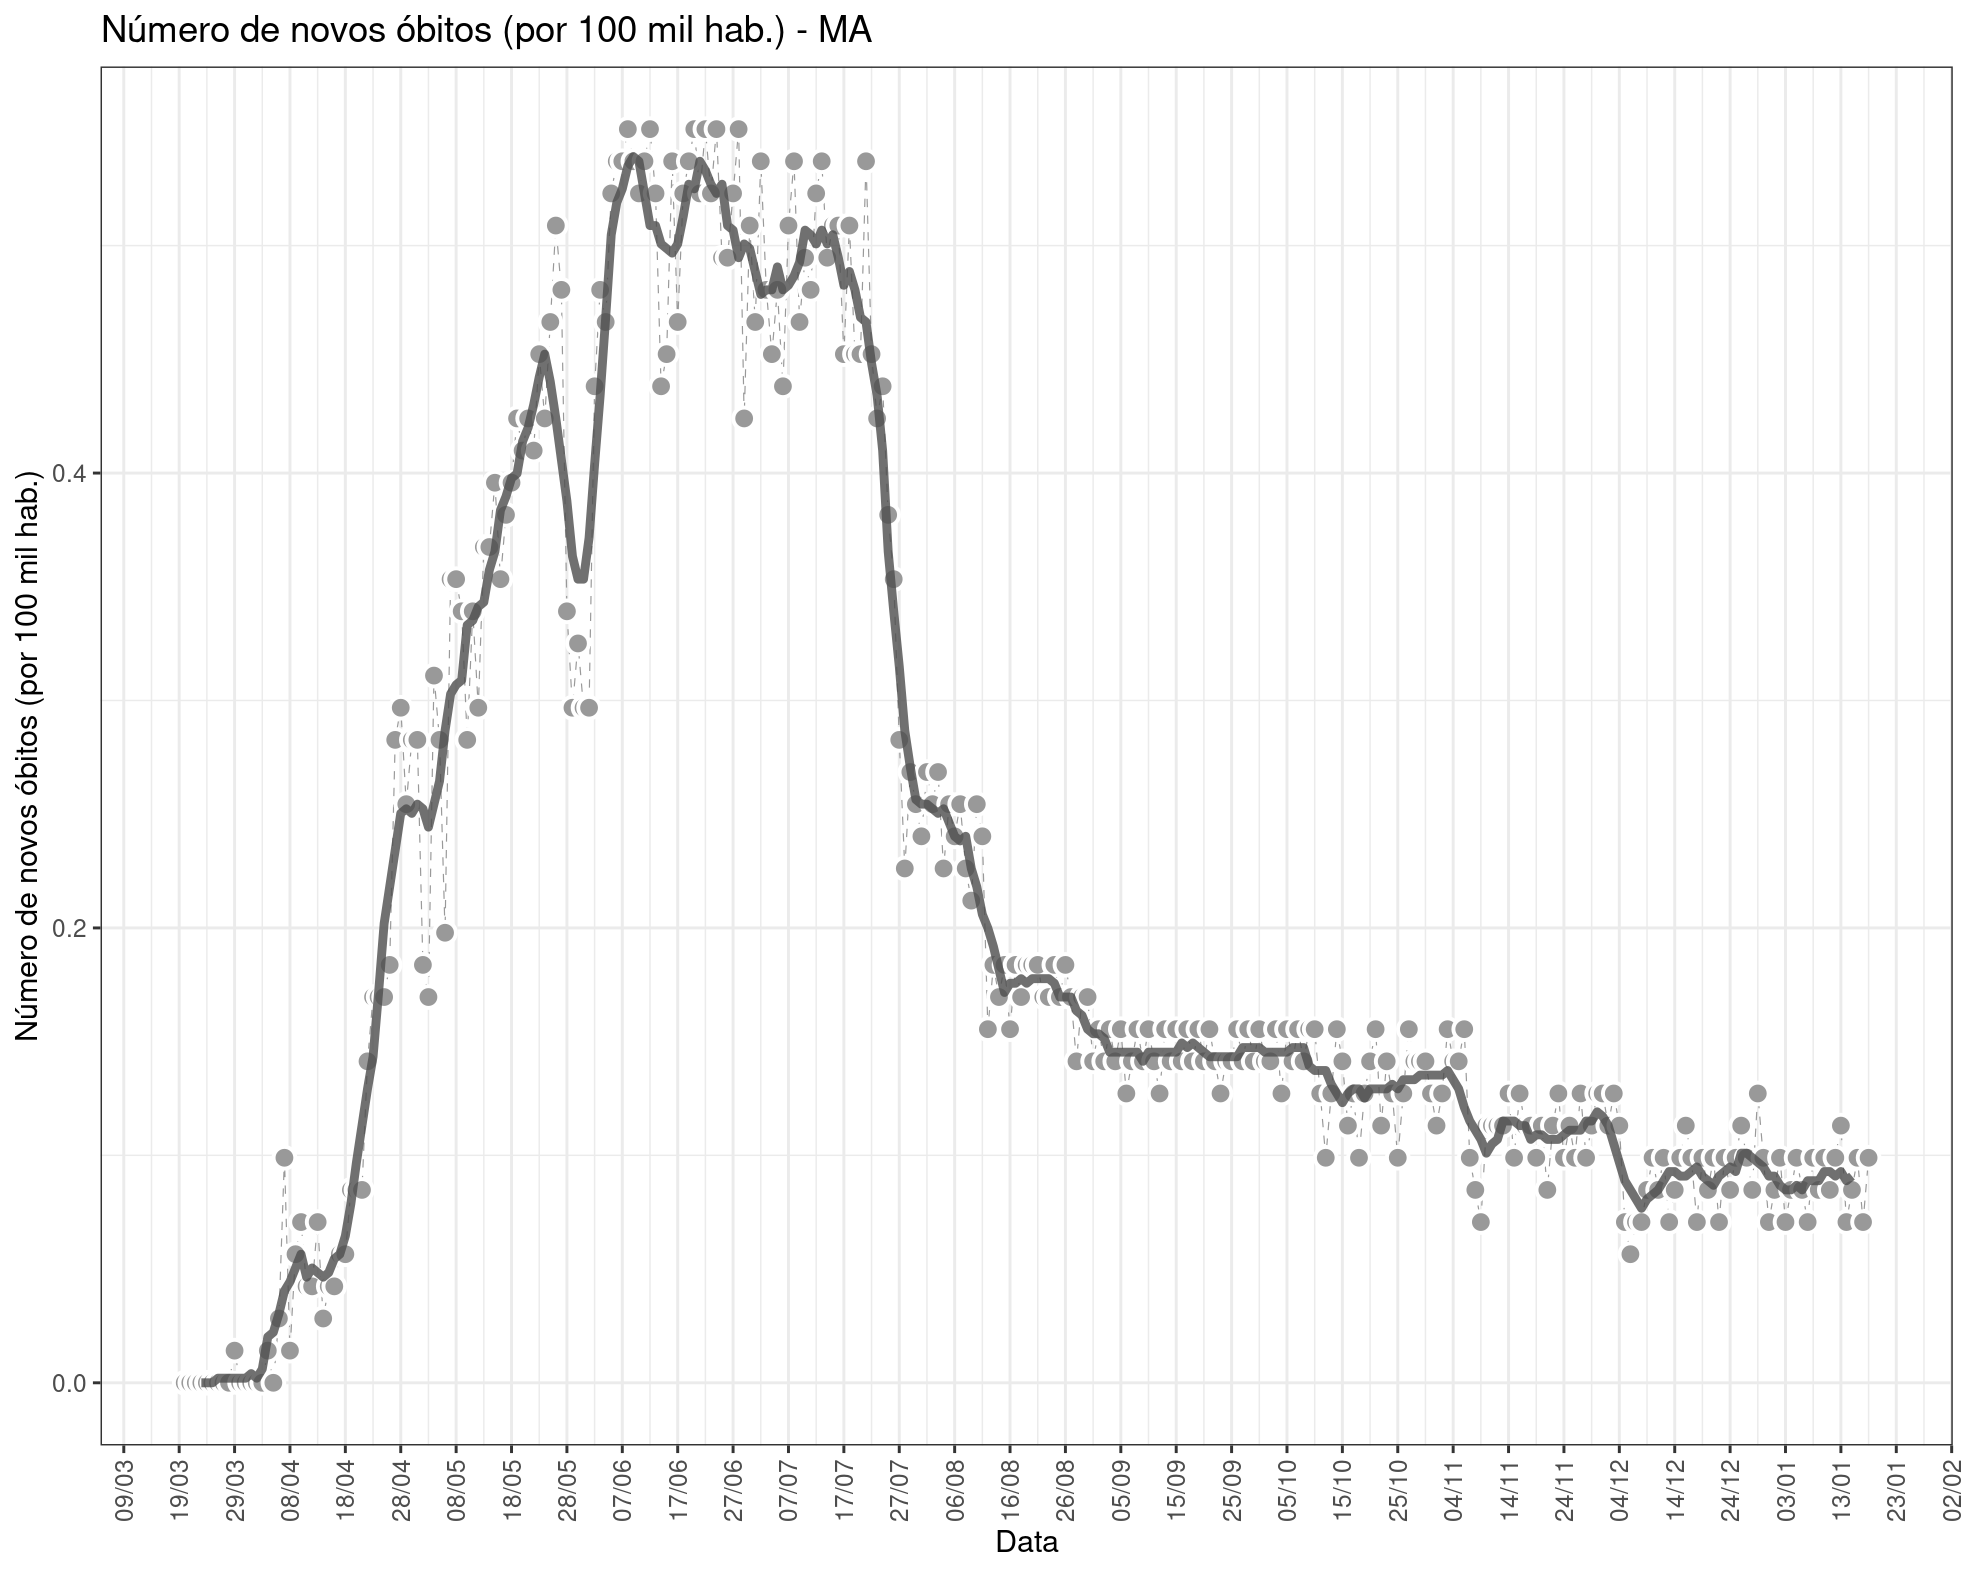 Número de novos óbitos (por 100 mil hab.) - MA
Número de novos óbitos (por 100 mil hab.)
0.4
0.2
0.0
09/03 19/03 29/03 08/04 18/04 28/04 08/05 18/05 28/05 07/06 17/06 27/06 07/07 17/07 27/07 06/08 16/08 26/08 05/09 15/09 25/09 05/10 15/10 25/10 04/11 14/11 24/11 04/12 14/12 24/12 03/01 13/01 23/01 02/02
Data